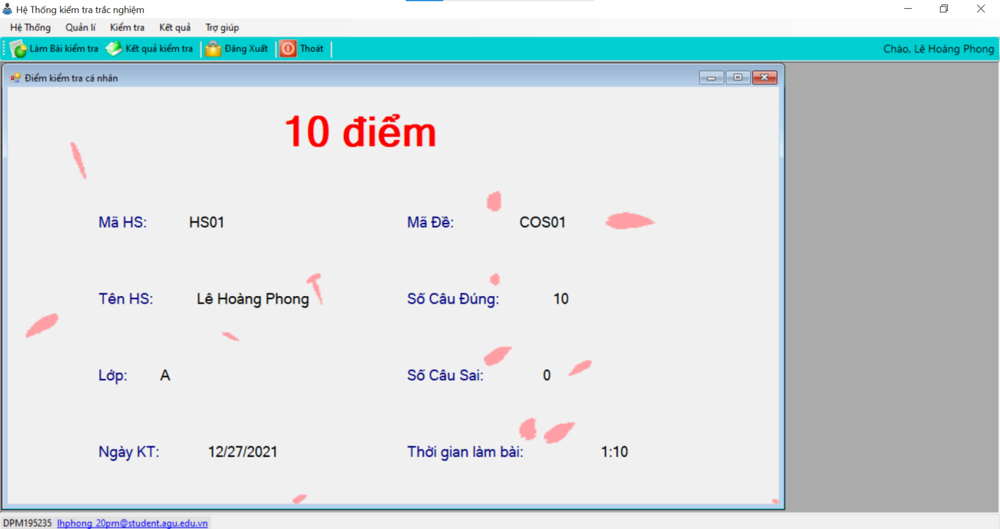 Hệ Thống kiểm tra trắc nghiệm
Hệ Thống Quản lí Kiểm tra Kết quả Trợ giúp
Làm Bài kiểm tra Kết quả kiểm tra Đăng Xuất Thoát Chào, Lê Hoàng Phong
Điểm kiểm tra cá nhân
10 điểm
Mã HS: HS01 Mã Đề: COS01
Tên HS: Lê Hoàng Phong Số Câu Đúng: 10
Lớp: A Số Câu Sai: 0
Ngày KT: 12/27/2021 Thời gian làm bài: 1:10
DPM195235 lhphong_20pm@student.agu.edu.vn